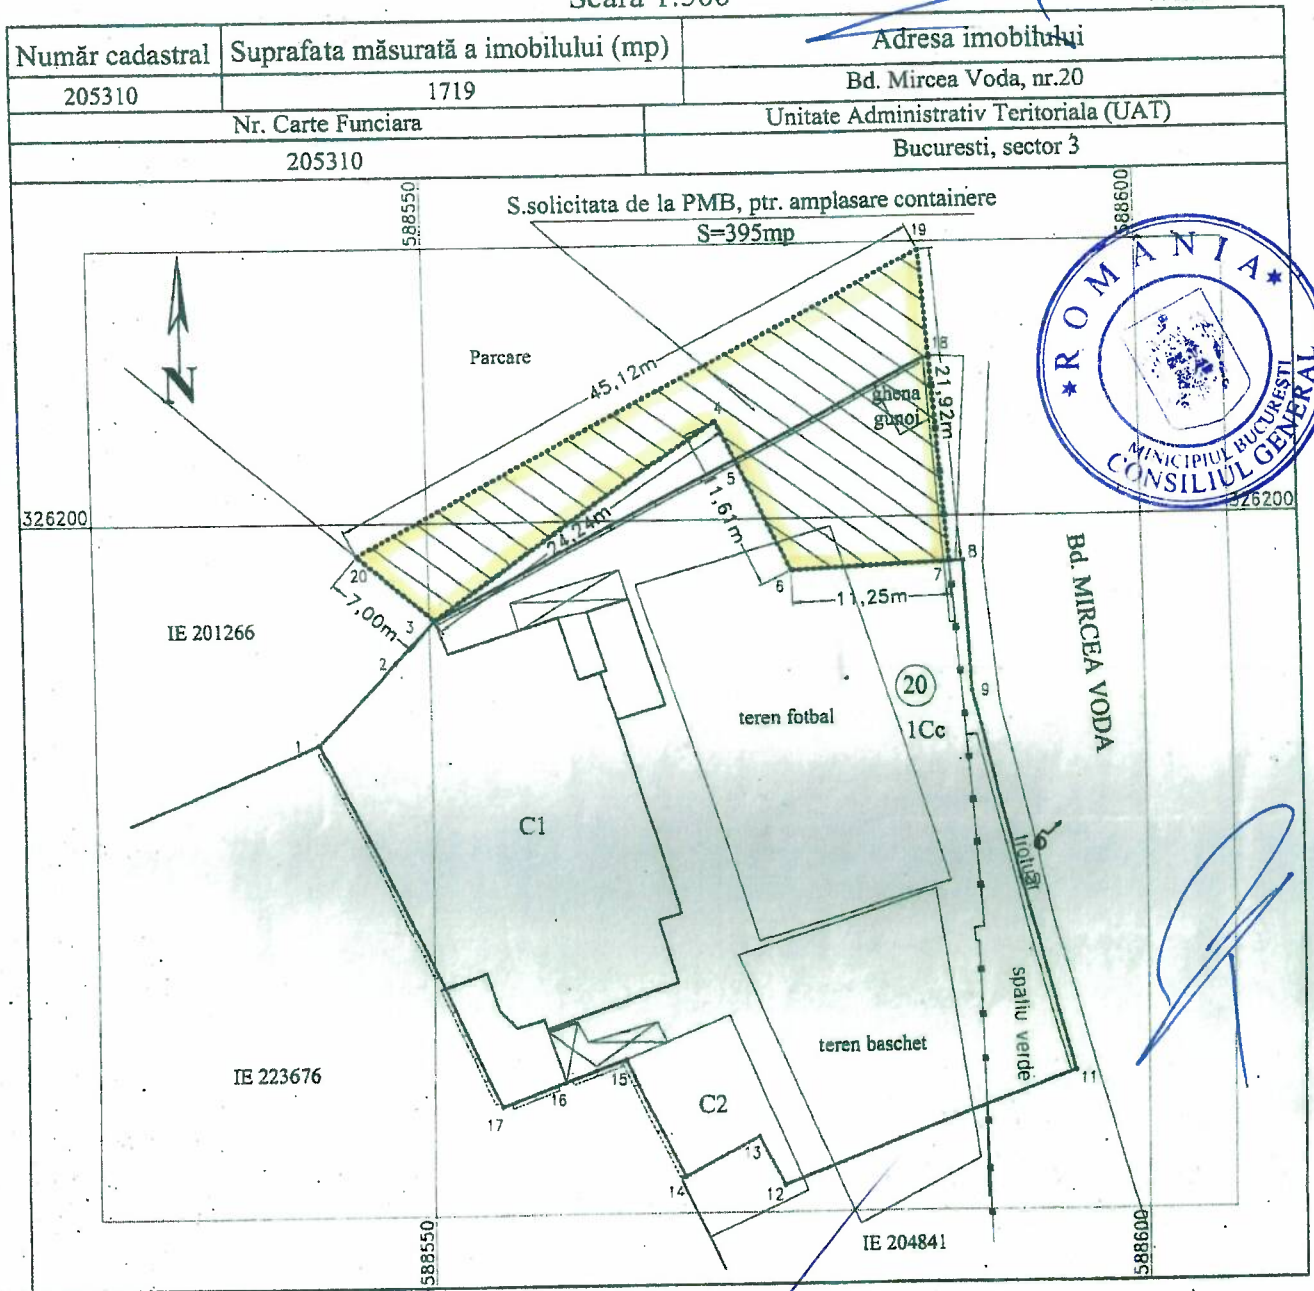 Scara 1:500
Număr cadastral
Suprafata măsurată a imobilului (mp)
Adresa imobilului
205310
1719
Bd. Mircea Voda, nr.20
Nr. Carte Funciara
Unitate Administrativ Teritoriala (UAT)
205310
Bucuresti, sector 3
588550
588600
S.solicitata de la PMB, ptr. amplasare containere
S=395mp
19
ROMANIA
MINICIPIUL BUCURESTI
CONSILIUL GENERAL
N
Parcare
45,12m
18
21,92m
ghena
gunoi
4
5
326200
326200
24,24m
1,61m
20
7,00m
3
2
6
7
8
11,25m
IE 201266
Bd. MIRCEA VODA
20
9
1Cc
teren fotbal
1
C1
trotuar
spatiu verde
teren baschet
11
IE 223676
15
16
17
C2
13
14
12
IE 204841
588550
588600